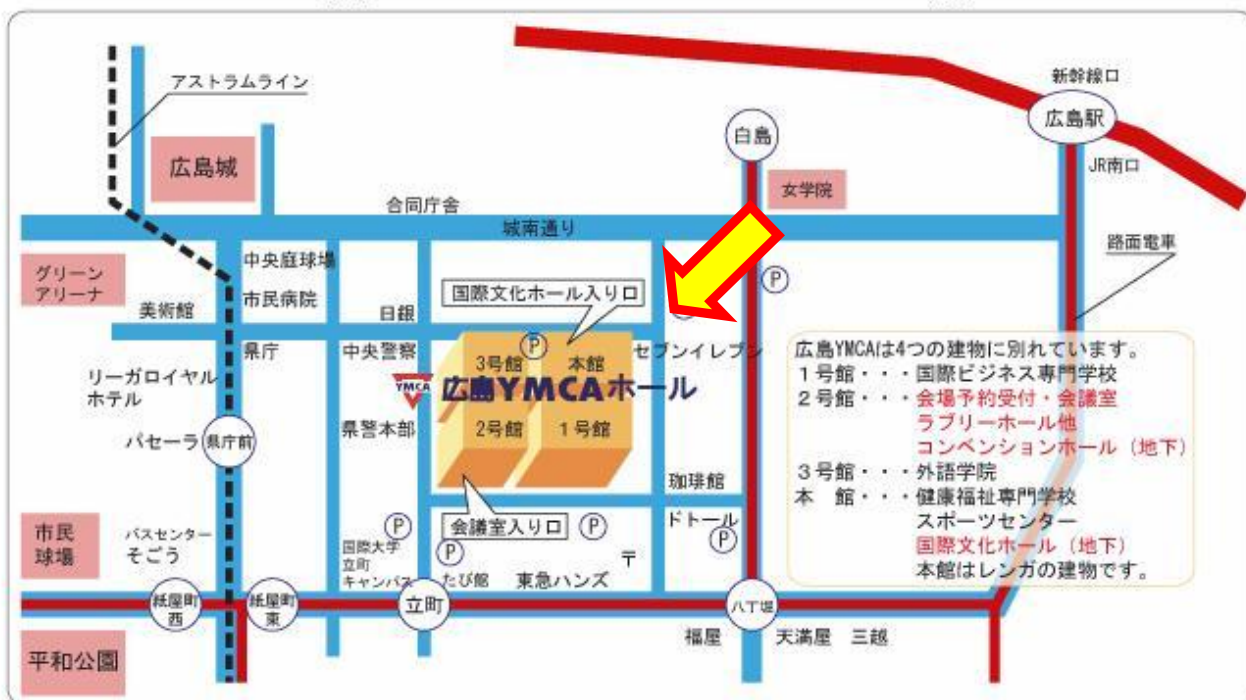 アストラムライン
新幹線口
広島駅
白島
広島城
女学院
JR南口
合同庁舎
城南通り
路面電車
グリーン
アリーナ
中央庭球場
市民病院
国際文化ホール入り口
P
美術館
日銀
県庁
中央警察
3号館
P
本館
セブンイレブン
リーガロイヤル
ホテル
YMCA
広島YMCAホール
パセーラ
県庁前
県警本部
2号館
1号館
広島YMCAは4つの建物に別れています。
1号館・・・国際ビジネス専門学校
2号館・・・会場予約受付・会議室
ラブリーホール他
コンベンションホール(地下)
3号館・・・外語学院
本 館・・・健康福祉専門学校
スポーツセンター
国際文化ホール(地下)
本館はレンガの建物です。
珈琲館
市民
球場
バスセンター
そごう
P
会議室入り口
P
ドトール
P
国際大学
立町
キャンパス
P
たび館
東急ハンズ
〒
紙屋町
西
紙屋町
東
立町
八丁堀
平和公園
福屋
天満屋
三越